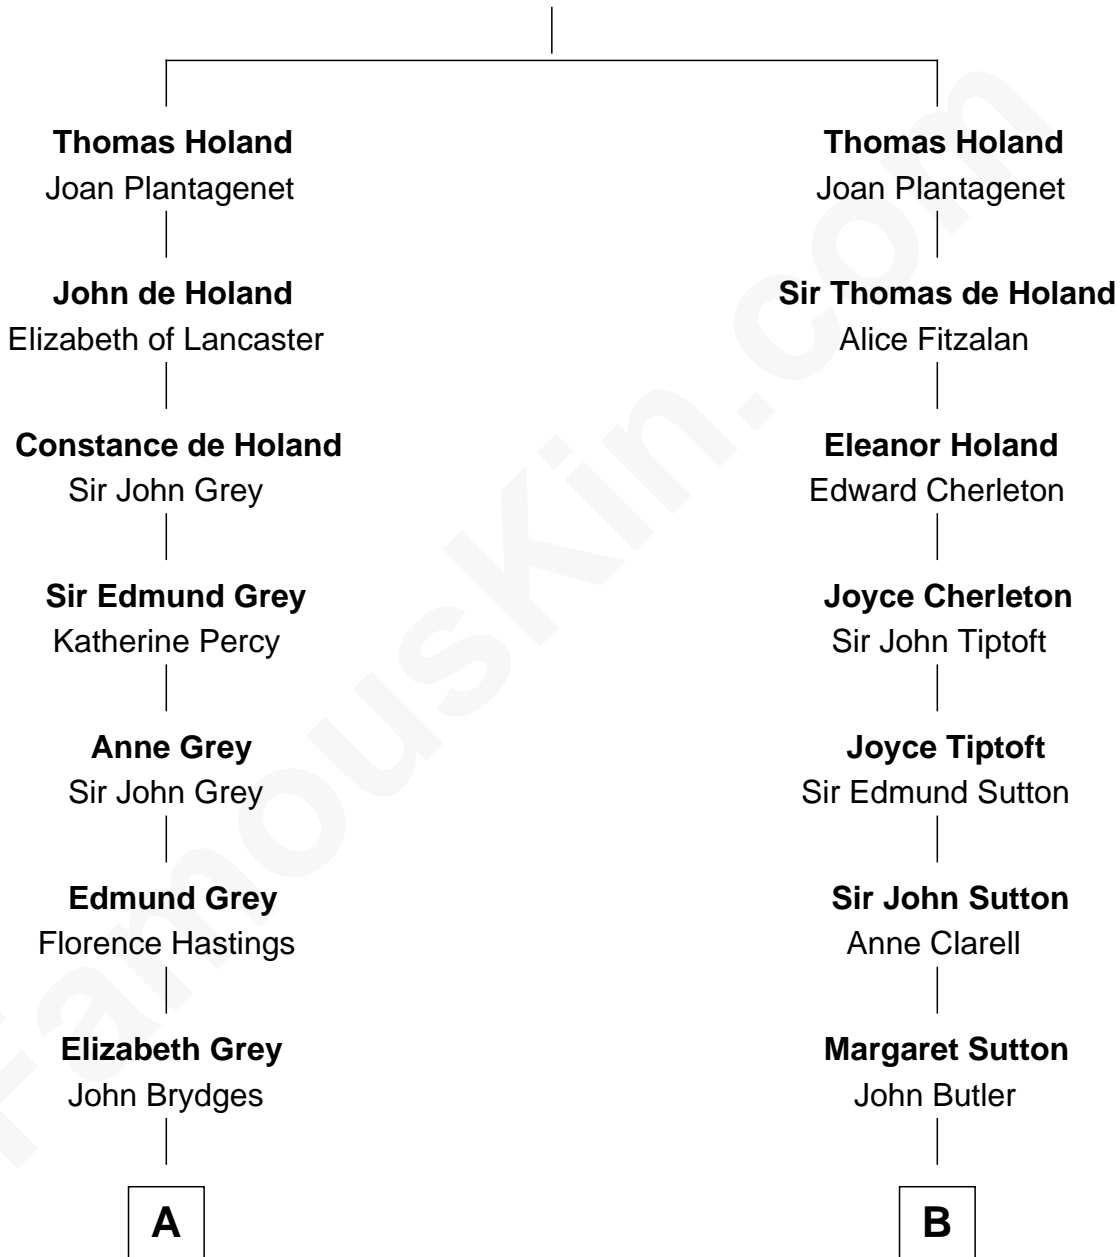 Thomas Holand
Joan Plantagenet
John de Holand
Elizabeth of Lancaster
Constance de Holand
Sir John Grey
Sir Edmund Grey
Katherine Percy
Anne Grey
Sir John Grey
Edmund Grey
Florence Hastings
Elizabeth Grey
John Brydges
A
Thomas Holand
Joan Plantagenet
Sir Thomas de Holand
Alice Fitzalan
Eleanor Holand
Edward Cherleton
Joyce Cherleton
Sir John Tiptoft
Joyce Tiptoft
Sir Edmund Sutton
Sir John Sutton
Anne Clarell
Margaret Sutton
John Butler
B
FamousKin.com